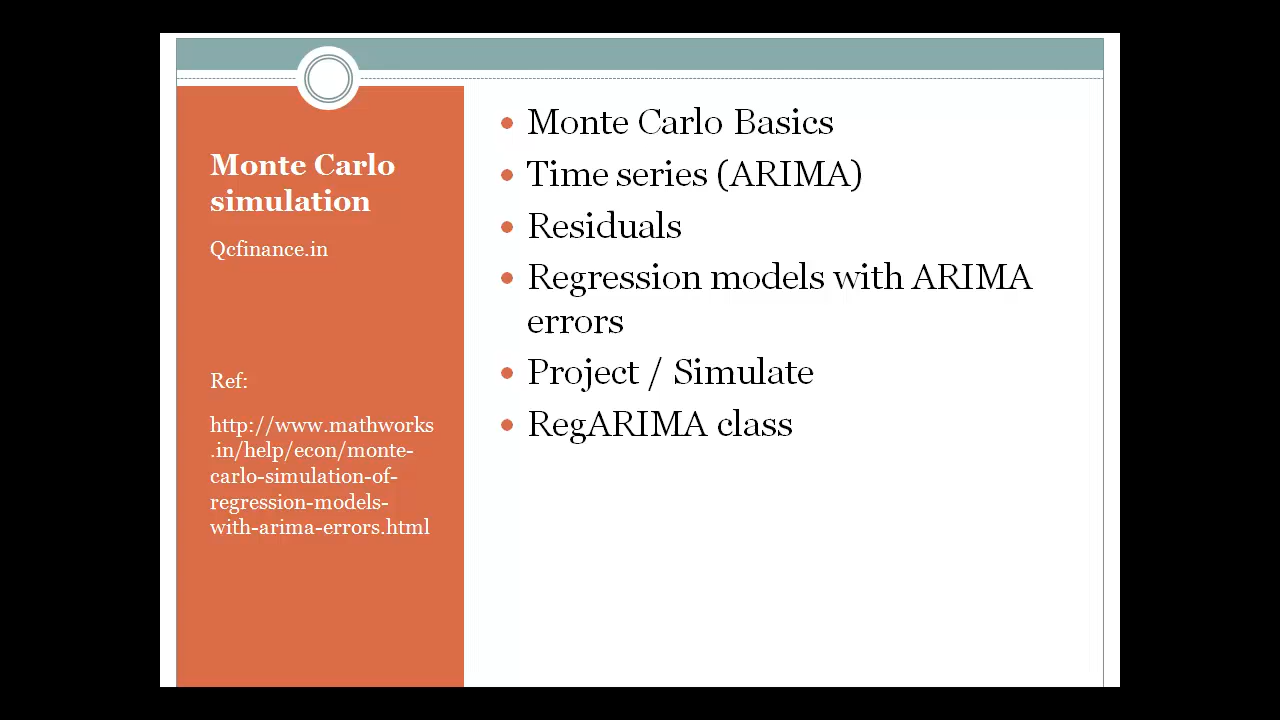 Monte Carlo
simulation
Qcfinance.in
Ref:
http://www.mathworks
.in/help/econ/monte-
carlo-simulation-of-
regression-models-
with-arima-errors.html
• Monte Carlo Basics
• Time series (ARIMA)
• Residuals
• Regression models with ARIMA
errors
• Project / Simulate
• RegARIMA class